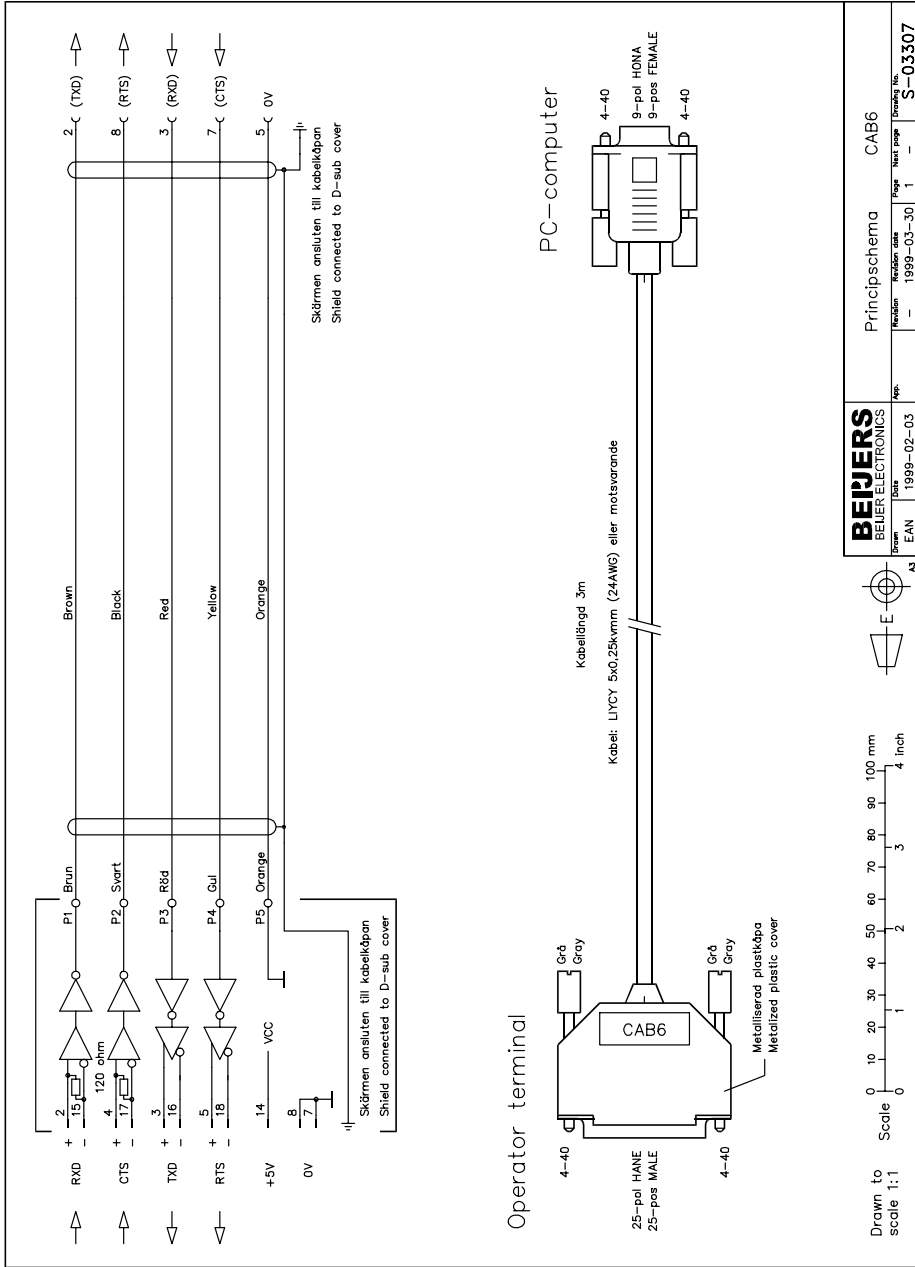 RXD + 2
- 15
120 ohm
P1 Brun Brown 2 (TXD)
CTS + 4
- 17
P2 Svart Black 8 (RTS)
TXD + 3
- 16
P3 Röd Red 3 (RXD)
RTS + 5
- 18
P4 Gul Yellow 7 (CTS)
+5V 14 VCC
P5 Orange Orange 5 0V
0V 8
7
Skärmen ansluten till kabelkåpan
Shield connected to D-sub cover
Skärmen ansluten till kabelkåpan
Shield connected to D-sub cover
Operator terminal
PC-computer
4-40
25-pol HANE
25-pos MALE
4-40
CAB6
Grå
Gray
Grå
Gray
Metalliserad plastkåpa
Metalized plastic cover
Kabellängd 3m
Kabel: LIYCY 5x0,25kvmm (24AWG) eller motsvarande
4-40
9-pol HONA
9-pos FEMALE
4-40
Drawn to
scale 1:1
Scale
0 10 20 30 40 50 60 70 80 90 100 mm
0 1 2 3 4 inch
E
A3
BEIJERS
BEIJER ELECTRONICS
Principschema CAB6
Drawn EAN
Date 1999-02-03
App.
Revision -
Revision date 1999-03-30
Page 1
Next page -
Drawing No. S-03307